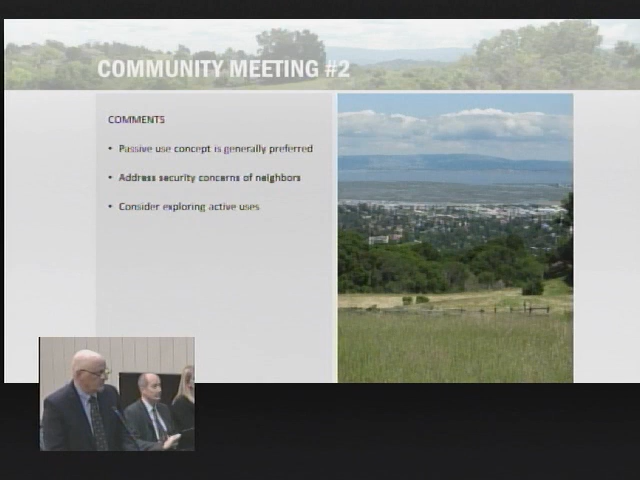 COMMUNITY MEETING #2
COMMENTS
• Passive use concept is generally preferred
• Address security concerns of neighbors
• Consider exploring active uses